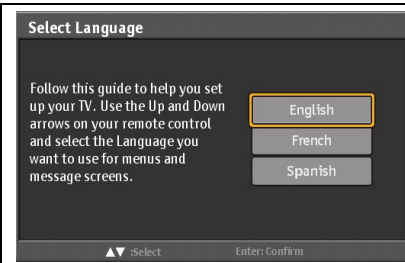 Select Language
Follow this guide to help you set
up your TV. Use the Up and Down
arrows on your remote control
and select the Language you
want to use for menus and
message screens.
English
French
Spanish
▲▼ :Select Enter: Confirm